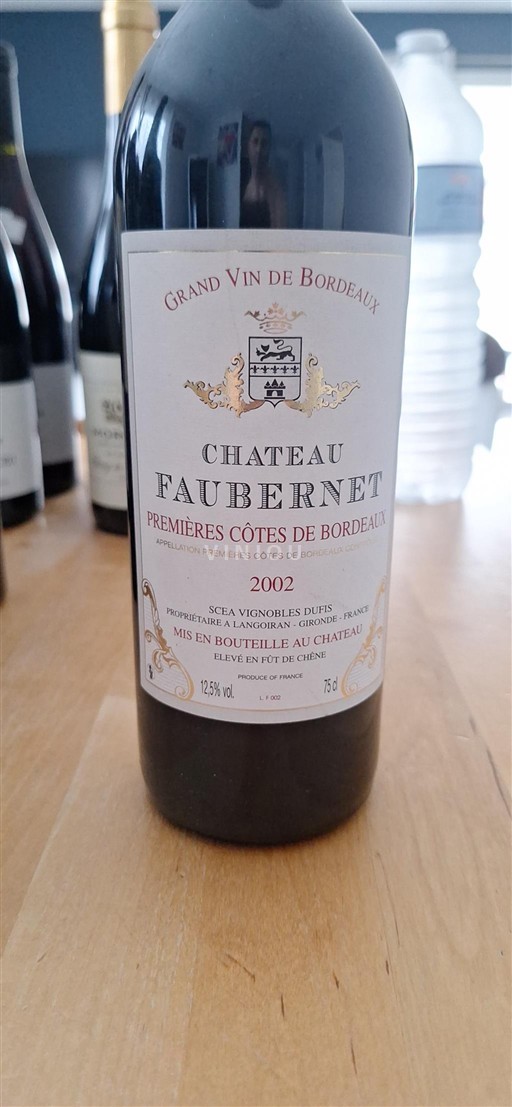 GRAND VIN DE BORDEAUX
CHATEAU
FAUBERNET
PREMIÈRES CÔTES DE BORDEAUX
APPELLATION PREMIÈRES CÔTES DE BORDEAUX
VINIOU
2002
SCEA VIGNOBLES DUFIS
PROPRIÉTAIRE A LANGOIRAN - GIRONDE - FRANCE
MIS EN BOUTEILLE AU CHATEAU
ELEVÉ EN FÛT DE CHÊNE
PRODUCE OF FRANCE
12,5% vol.
L. F 002
75 cl